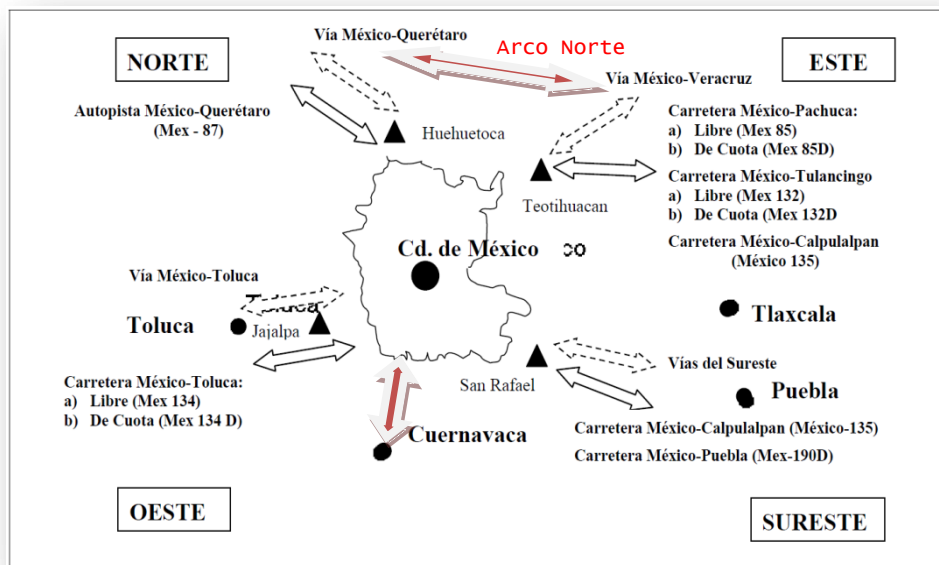 Vía México-Querétaro
Arco Norte
NORTE
Vía México-Veracruz
ESTE
Autopista México-Querétaro
(Mex - 87)
Huehuetoca
Carretera México-Pachuca:
a) Libre (Mex 85)
b) De Cuota (Mex 85D)
Carretera México-Tulancingo
a) Libre (Mex 132)
b) De Cuota (Mex 132D
Teotihuacan
Carretera México-Calpulalpan
(México 135)
Cd. de México
co
Vía México-Toluca
Toluca
Jajalpa
Tlaxcala
Carretera México-Toluca:
a) Libre (Mex 134)
b) De Cuota (Mex 134 D)
San Rafael
Vías del Sureste
Puebla
Cuernavaca
Carretera México-Calpulalpan (México-135)
Carretera México-Puebla (Mex-190D)
OESTE
SURESTE